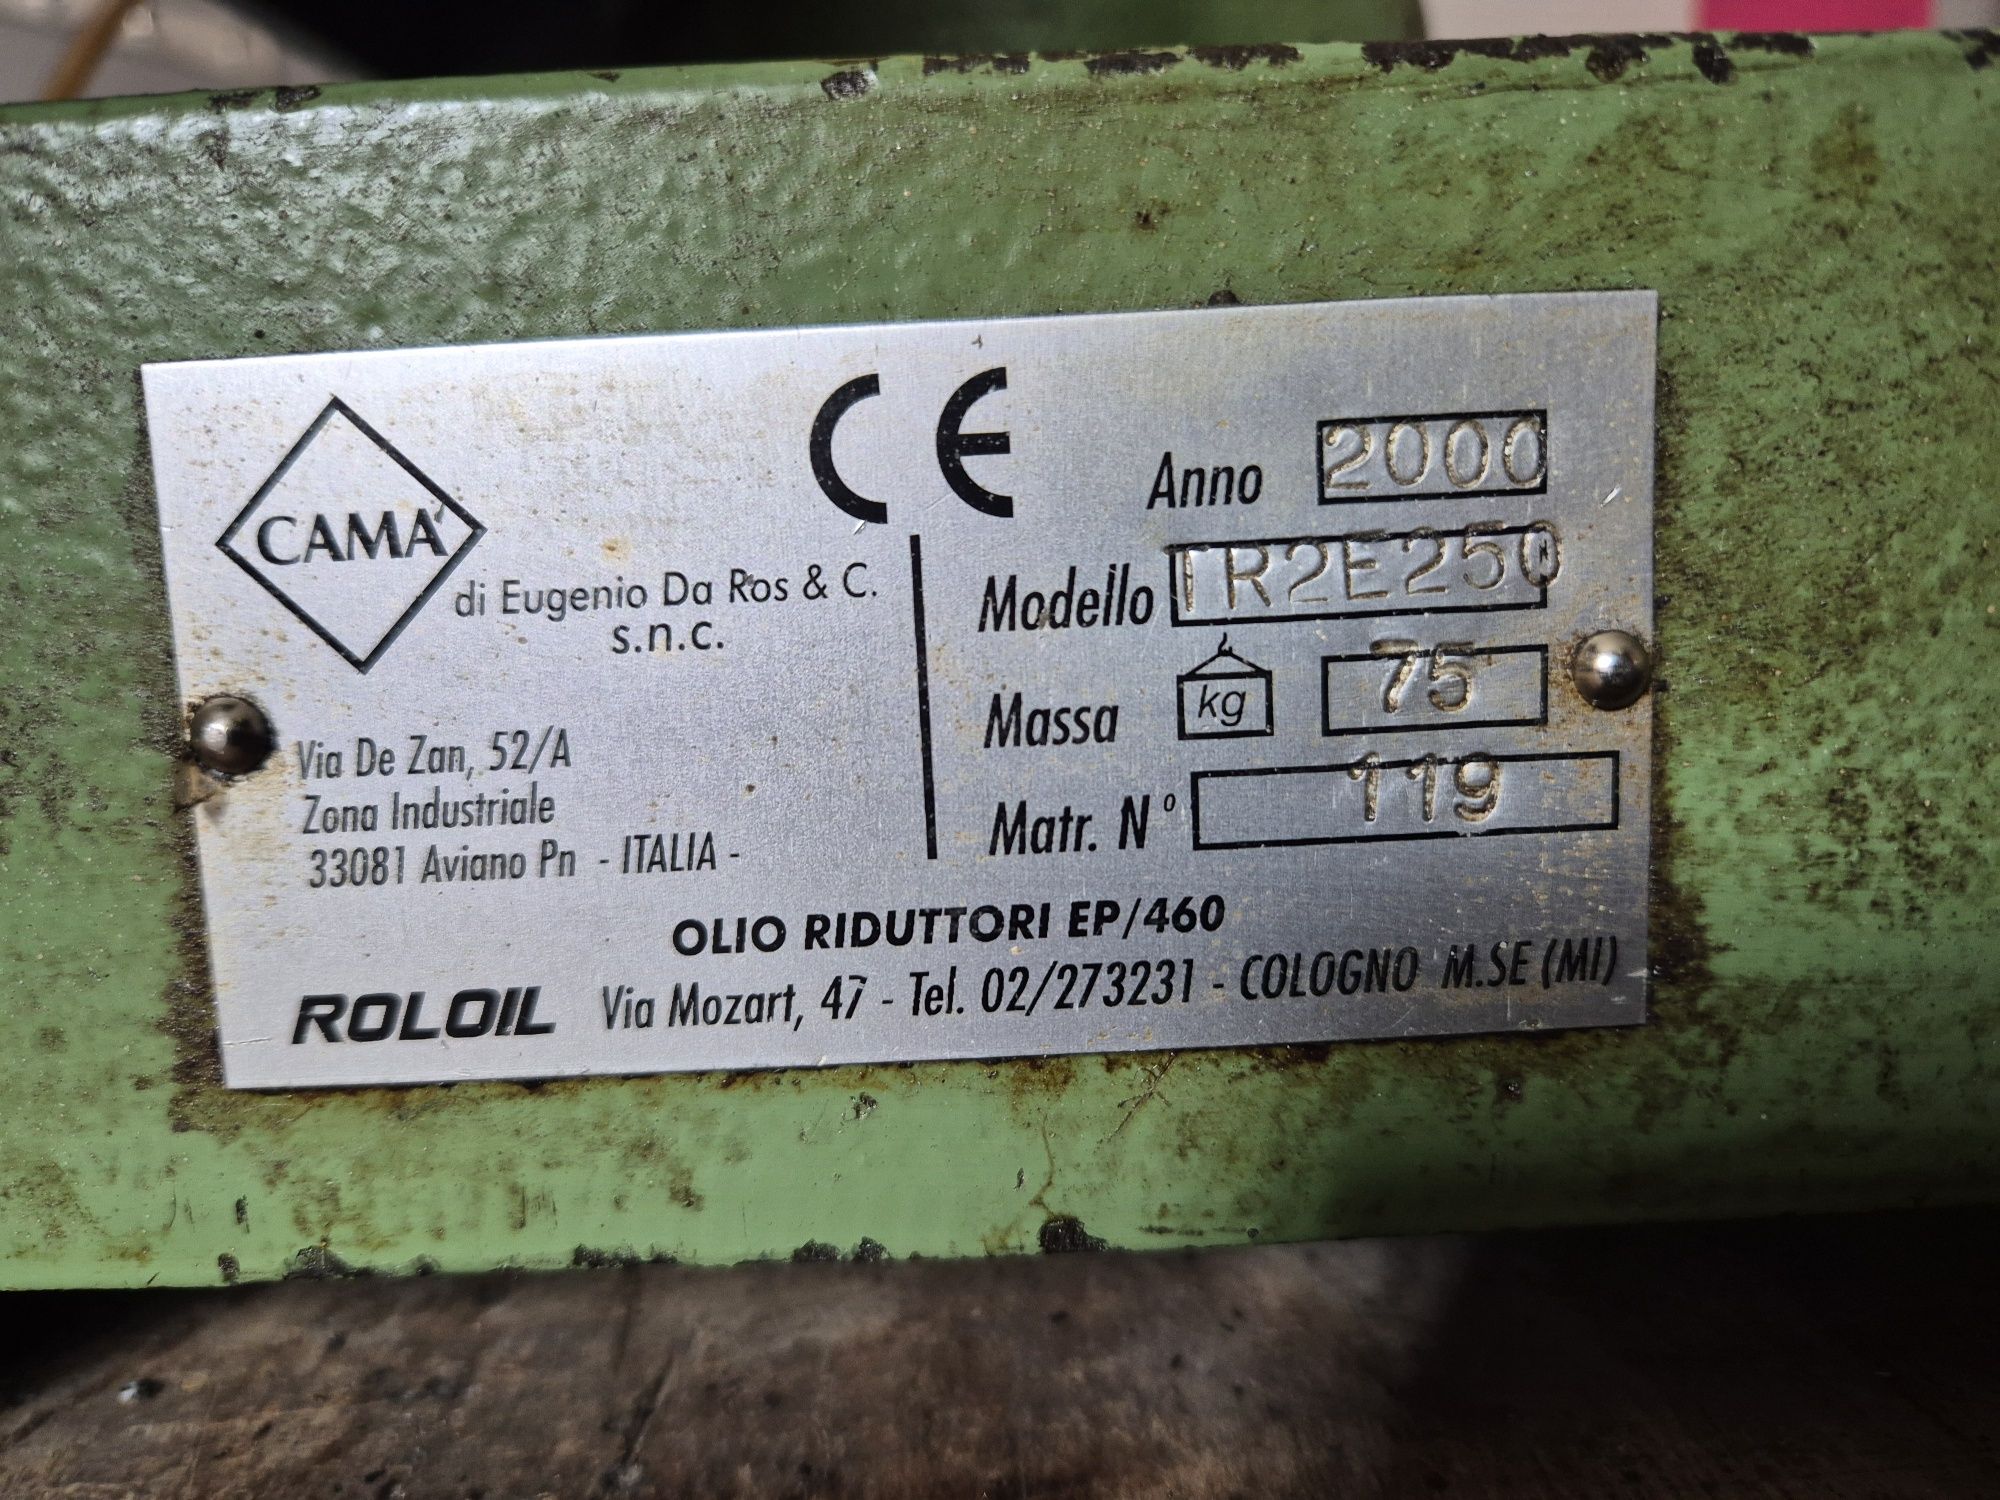 CAMA
di Eugenio Da Ros & C.
s.n.c.
Via De Zan, 52/A
Zona Industriale
33081 Aviano Pn - ITALIA -
CE
Anno 2000
Modello TR2E250
Massa kg 75
Matr. N° 119
OLIO RIDUTTORI EP/460
ROLOIL Via Mozart, 47 - Tel. 02/273231 - COLOGNO M.SE (MI)